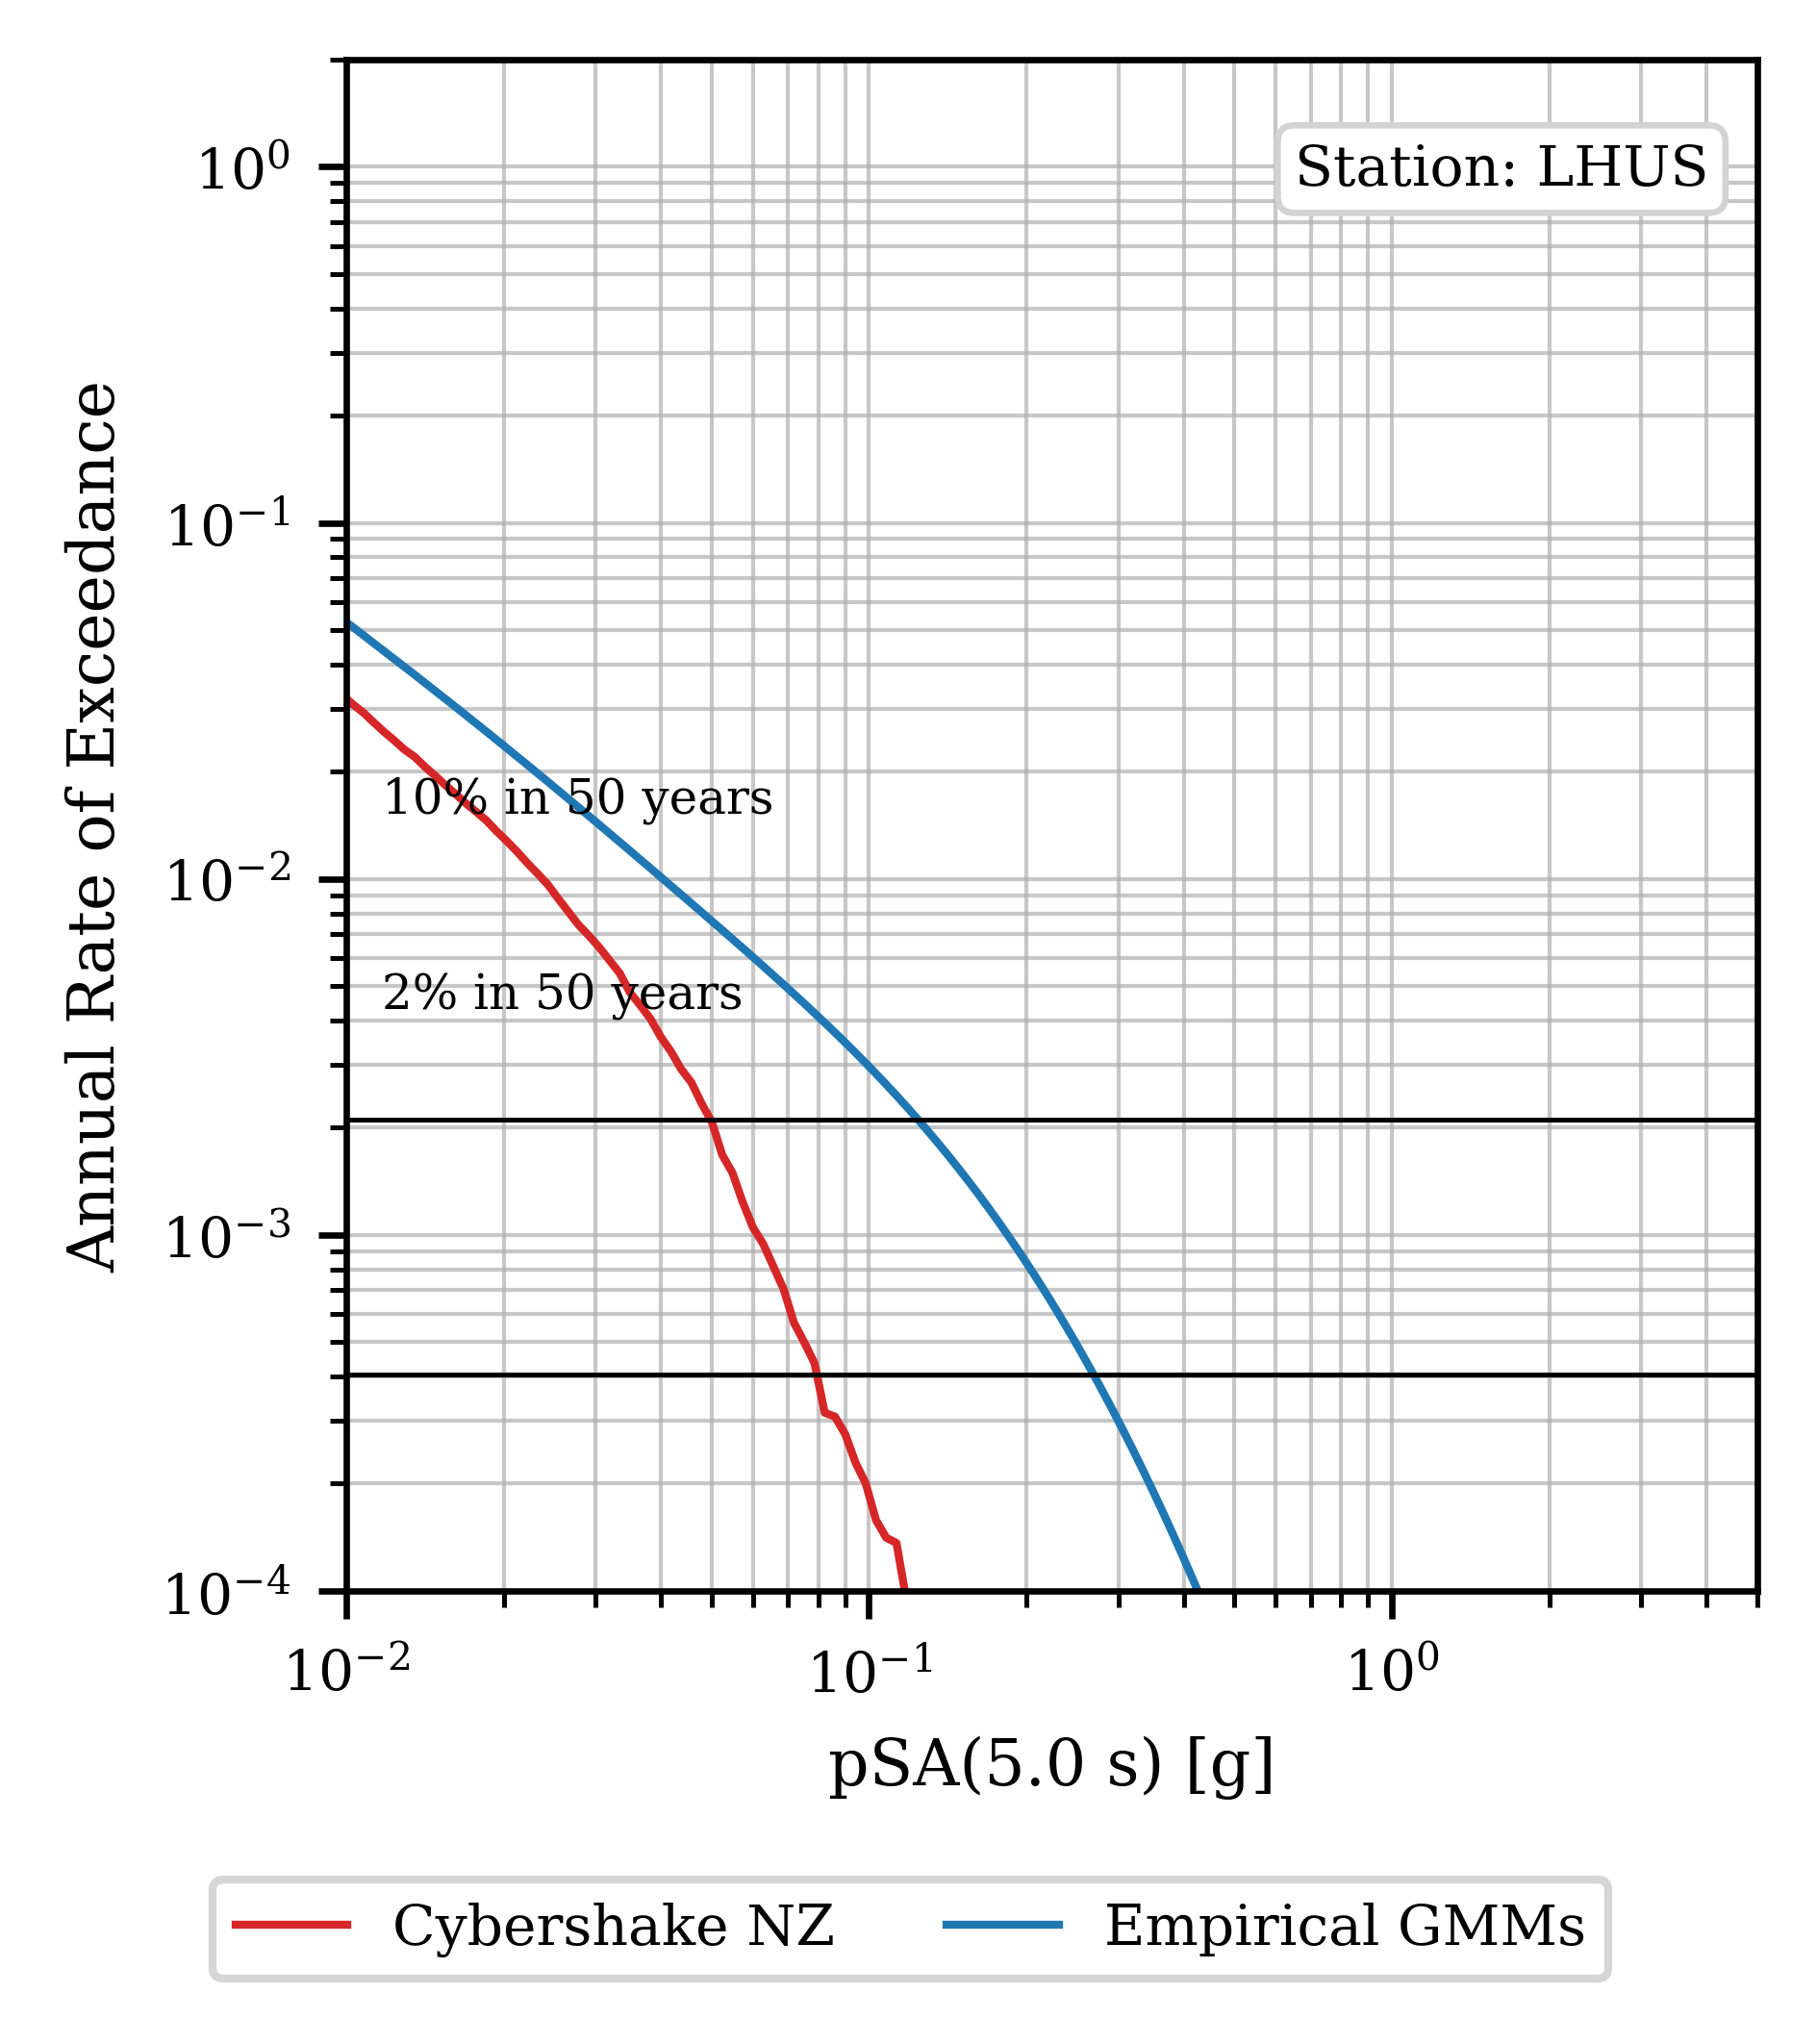 Station: LHUS
Annual Rate of Exceedance
10⁰
10⁻¹
10⁻²
10⁻³
10⁻⁴
10% in 50 years
2% in 50 years
10⁻²
10⁻¹
10⁰
pSA(5.0 s) [g]
Cybershake NZ
Empirical GMMs